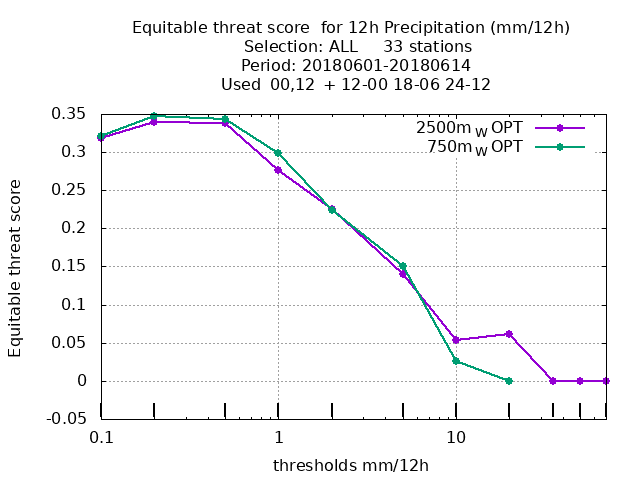 Equitable threat score  for 12h Precipitation (mm/12h)
Selection: ALL     33 stations
Period: 20180601-20180614
Used  00,12  + 12-00 18-06 24-12
2500m W OPT
750m W OPT
Equitable threat score
0.35
0.3
0.25
0.2
0.15
0.1
0.05
0
-0.05
0.1 1 10
thresholds mm/12h